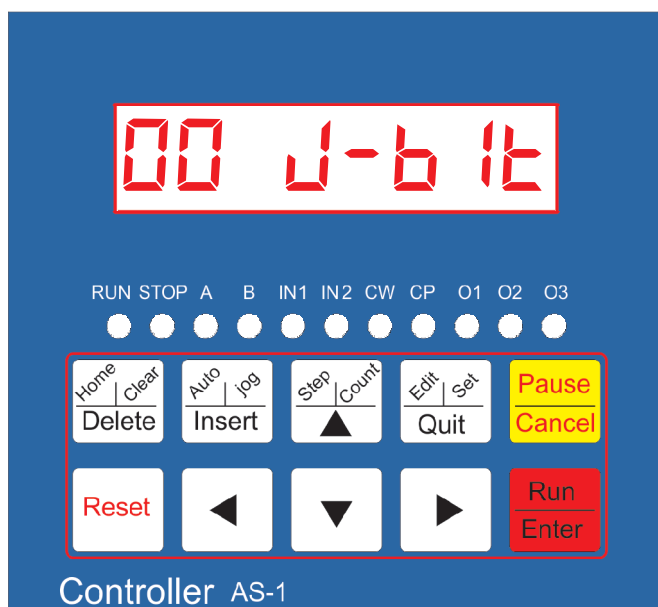 00 J-b1t
RUN STOP A B IN1 IN2 CW CP O1 O2 O3
Home Clear Auto jog Step Count Edit Set Pause
Delete Insert ▲ Quit Cancel
Reset ◀ ▼ ▶ Run
Enter
Controller AS-1